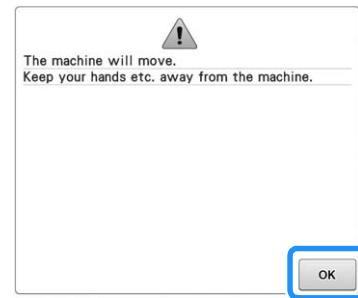 The machine will move.
Keep your hands etc. away from the machine.
OK